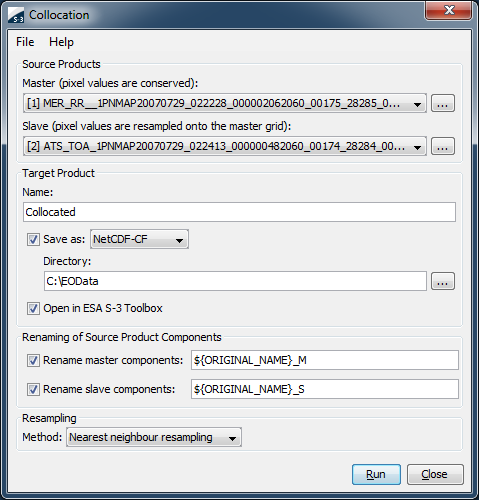 S-3 Collocation
File Help
Source Products
Master (pixel values are conserved):
[1] MER_RR__1PNMAP20070729_022228_000002062060_00175_28285_0... ...
Slave (pixel values are resampled onto the master grid):
[2] ATS_TOA_1PNMAP20070729_022413_000000482060_00174_28284_00... ...
Target Product
Name:
Collocated
Save as: NetCDF-CF
Directory:
C:\EOData ...
Open in ESA S-3 Toolbox
Renaming of Source Product Components
Rename master components: ${ORIGINAL_NAME}_M
Rename slave components: ${ORIGINAL_NAME}_S
Resampling
Method: Nearest neighbour resampling
Run Close